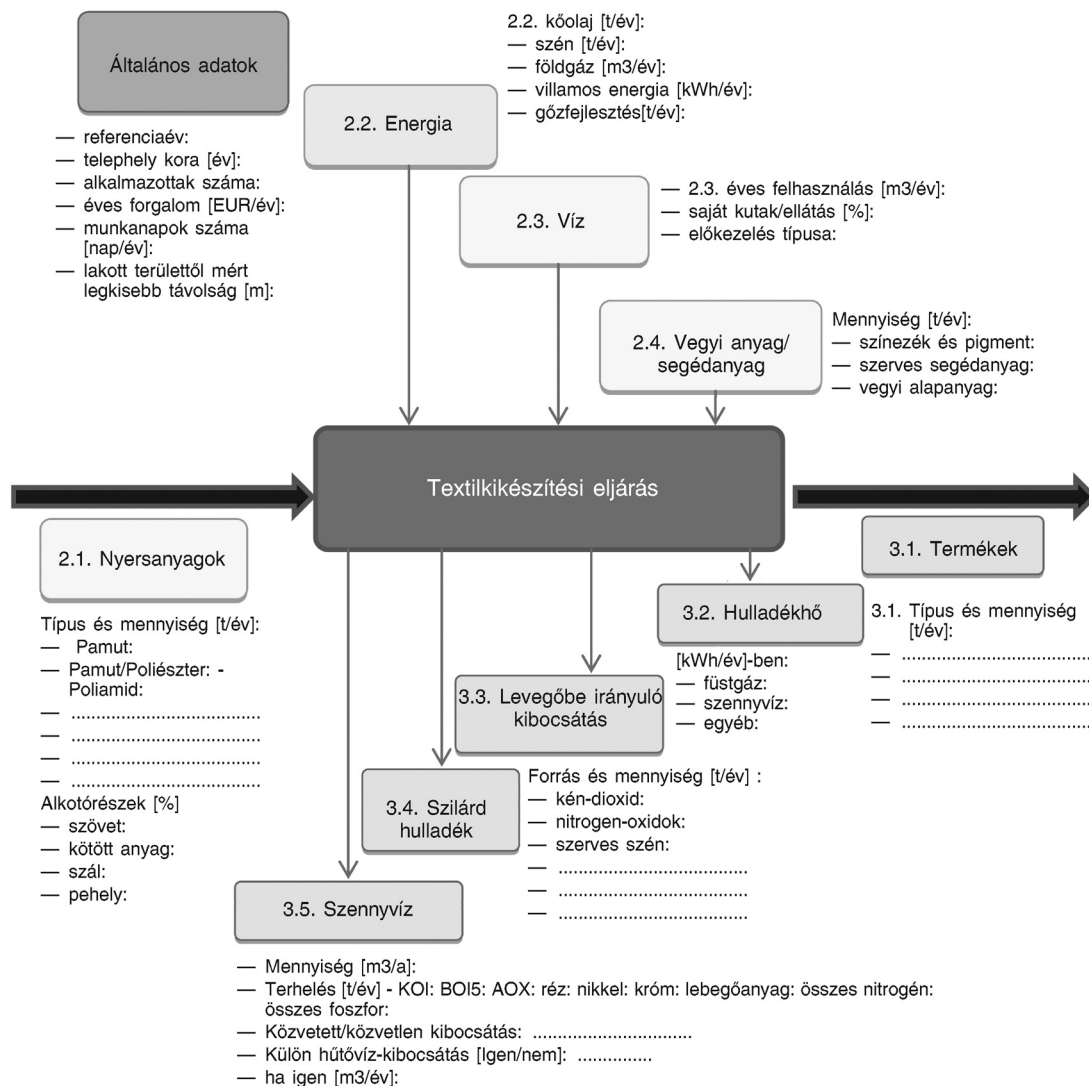 Általános adatok
— referenciaév:
— telephely kora [év]:
— alkalmazottak száma:
— éves forgalom [EUR/év]:
— munkanapok száma
[nap/év]:
— lakott területtől mért
legkisebb távolság [m]:
2.2. Energia
2.2. kőolaj [t/év]:
— szén [t/év]:
— földgáz [m3/év]:
— villamos energia [kWh/év]:
— gőzfejlesztés[t/év]:
2.3. Víz
— 2.3. éves felhasználás [m3/év]:
— saját kutak/ellátás [%]:
— előkezelés típusa:
2.4. Vegyi anyag/
segédanyag
Mennyiség [t/év]:
— színezék és pigment:
— szerves segédanyag:
— vegyi alapanyag:
Textilkikészítési eljárás
2.1. Nyersanyagok
Típus és mennyiség [t/év]:
— Pamut:
— Pamut/Poliészter: -
Poliamid:
— ....................................
— ....................................
— ....................................
— ....................................
Alkotórészek [%]
— szövet:
— kötött anyag:
— szál:
— pehely:
3.1. Termékek
3.1. Típus és mennyiség
[t/év]:
— ....................................
— ....................................
— ....................................
— ....................................
3.2. Hulladékhő
[kWh/év]-ben:
— füstgáz:
— szennyvíz:
— egyéb:
3.3. Levegőbe irányuló
kibocsátás
Forrás és mennyiség [t/év] :
— kén-dioxid:
— nitrogen-oxidok:
— szerves szén:
— ....................................
— ....................................
— ....................................
3.4. Szilárd
hulladék
3.5. Szennyvíz
— Mennyiség [m3/a]:
— Terhelés [t/év] - KOI: BOI5: AOX: réz: nikkel: króm: lebegőanyag: összes nitrogén:
összes foszfor:
— Közvetett/közvetlen kibocsátás: ..............................
— Külön hűtővíz-kibocsátás [Igen/nem]: ..............
— ha igen [m3/év]: